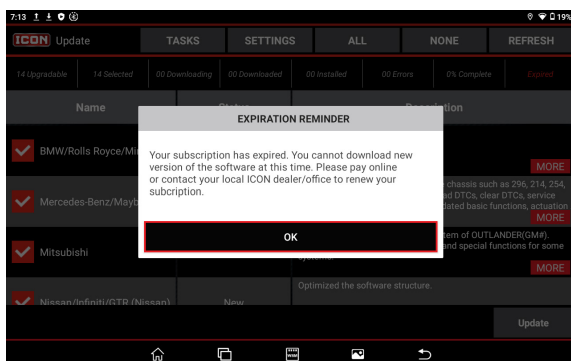 7:13
19%
ICON Update
TASKS
SETTINGS
ALL
NONE
REFRESH
14 Upgradable
14 Selected
00 Downloading
00 Downloaded
00 Installed
00 Errors
0% Complete
Expired
Name
EXPIRATION REMINDER
Your subscription has expired. You cannot download new
version of the software at this time. Please pay online
or contact your local ICON dealer/office to renew your
subcription.
OK
BMW/Rolls Royce/
MORE
Mercedes-Benz/
chassis such as 296, 214, 254,
DTCs, clear DTCs, service
basic functions, actuation
MORE
Mitsubishi
of OUTLANDER(GM#).
and special functions for some
MORE
Nissan/Infiniti/GTR (Nissan)
New
Optimized the software structure.
Update